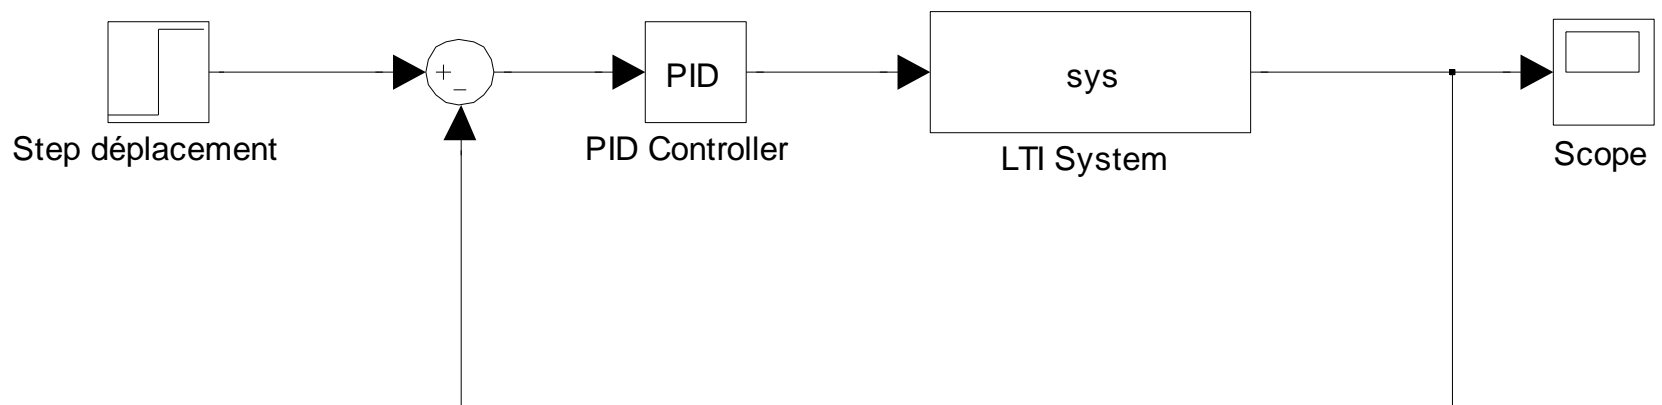 +
−
PID
sys
Step déplacement
PID Controller
LTI System
Scope